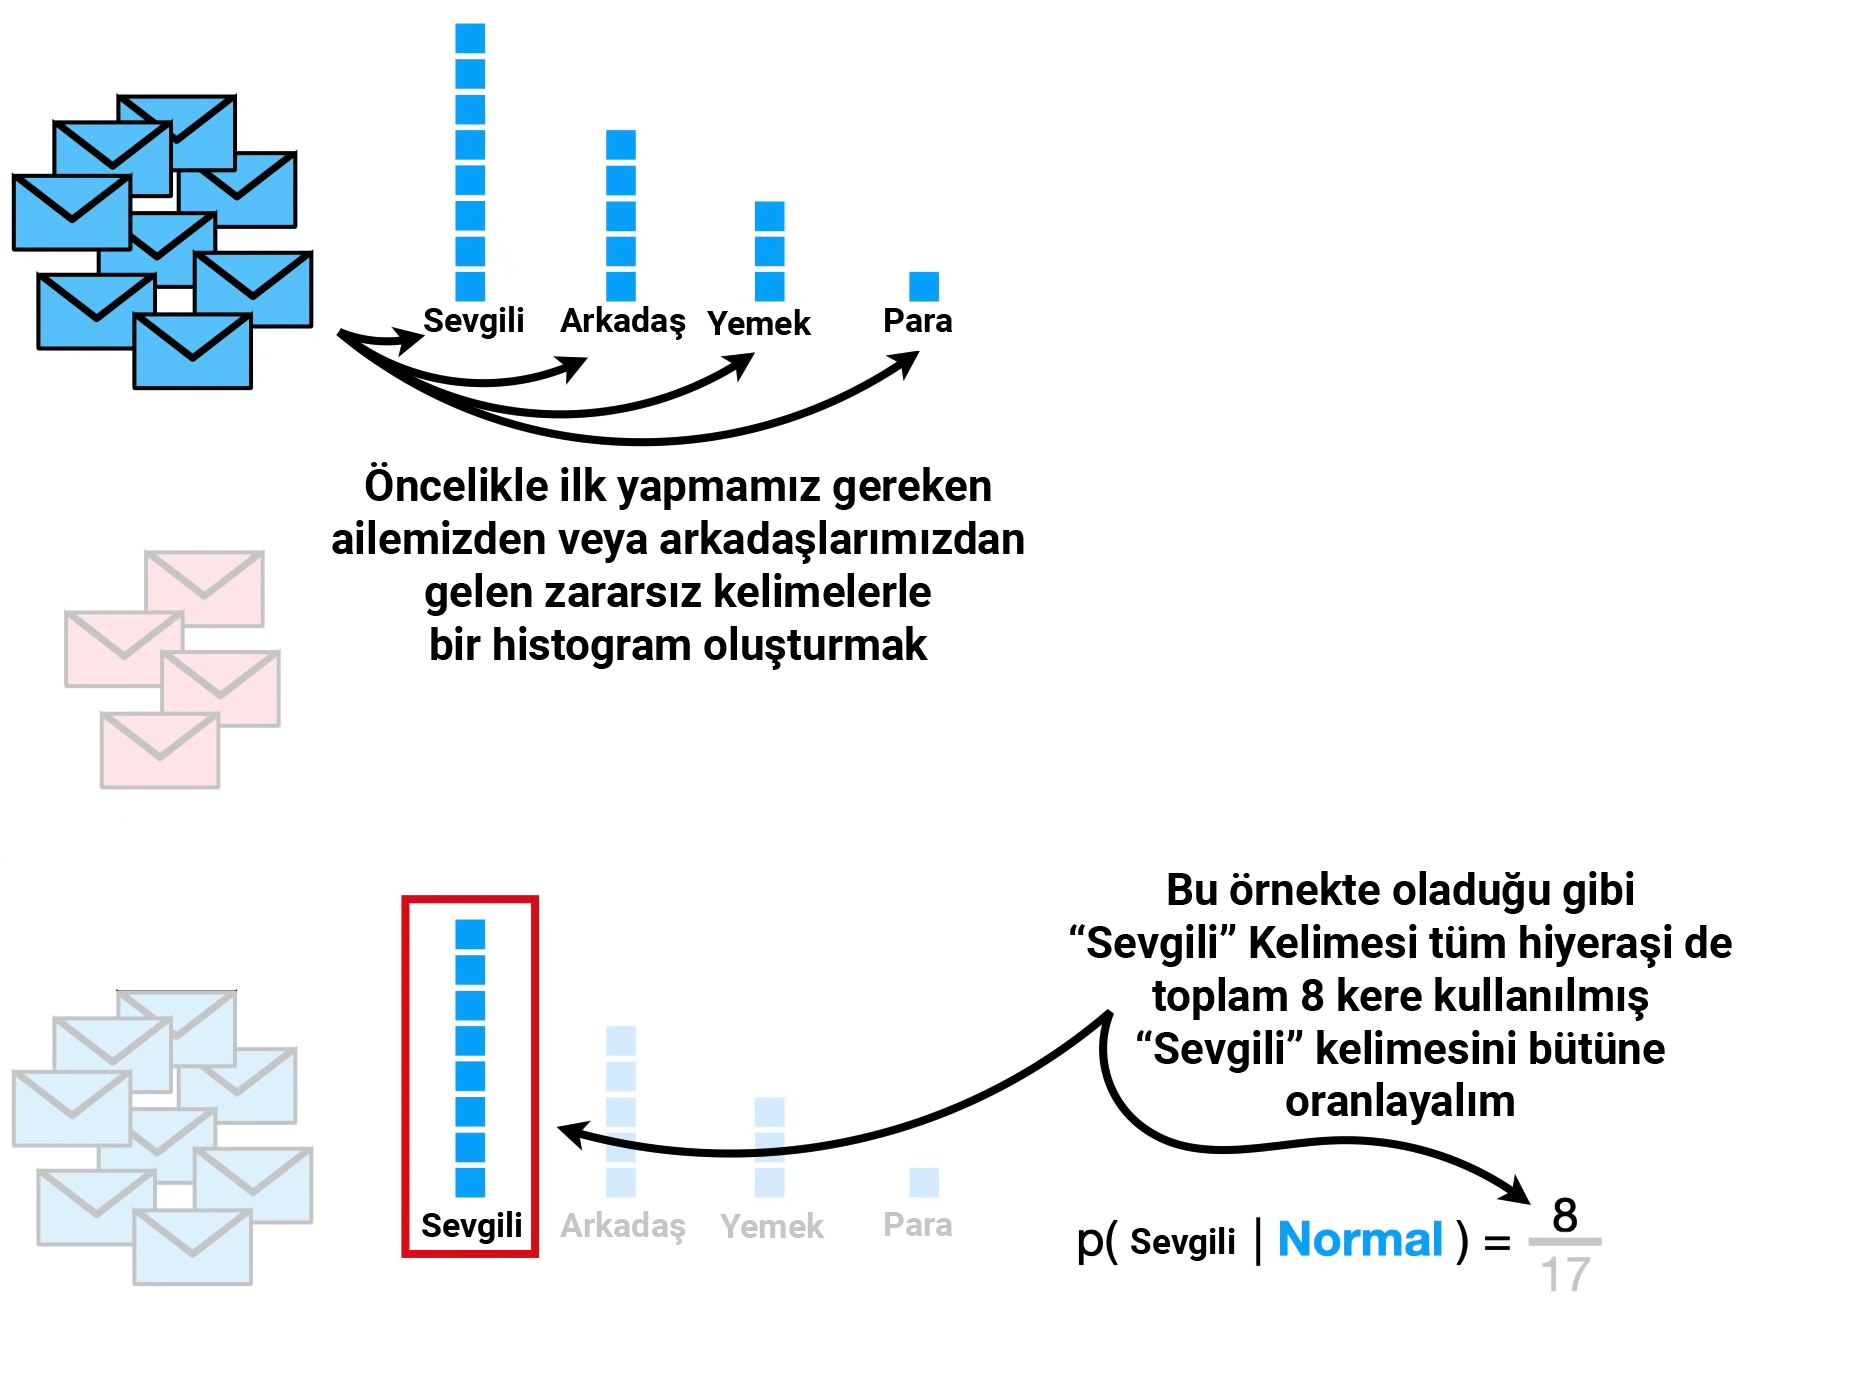 Sevgili Arkadaş Yemek Para
Öncelikle ilk yapmamız gereken
ailemizden veya arkadaşlarımızdan
gelen zararsız kelimelerle
bir histogram oluşturmak
Bu örnekte oladuğu gibi
“Sevgili” Kelimesi tüm hiyeraşi de
toplam 8 kere kullanılmış
“Sevgili” kelimesini bütüne
oranlayalım
Sevgili Arkadaş Yemek Para
p( Sevgili | Normal ) = 8/17